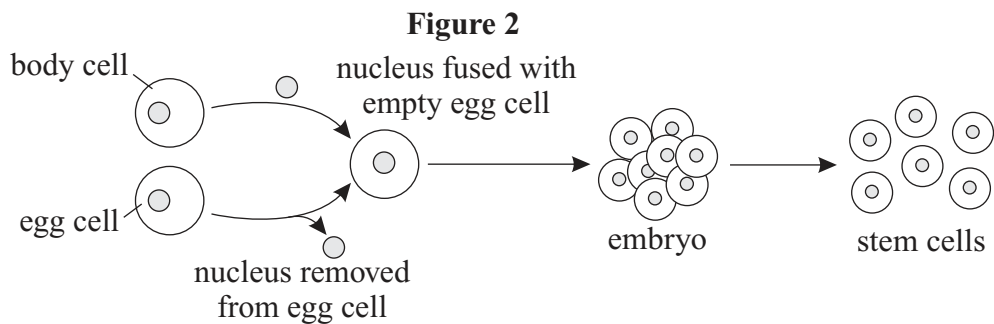 Figure 2
body cell
nucleus fused with
empty egg cell
egg cell
nucleus removed
from egg cell
embryo
stem cells